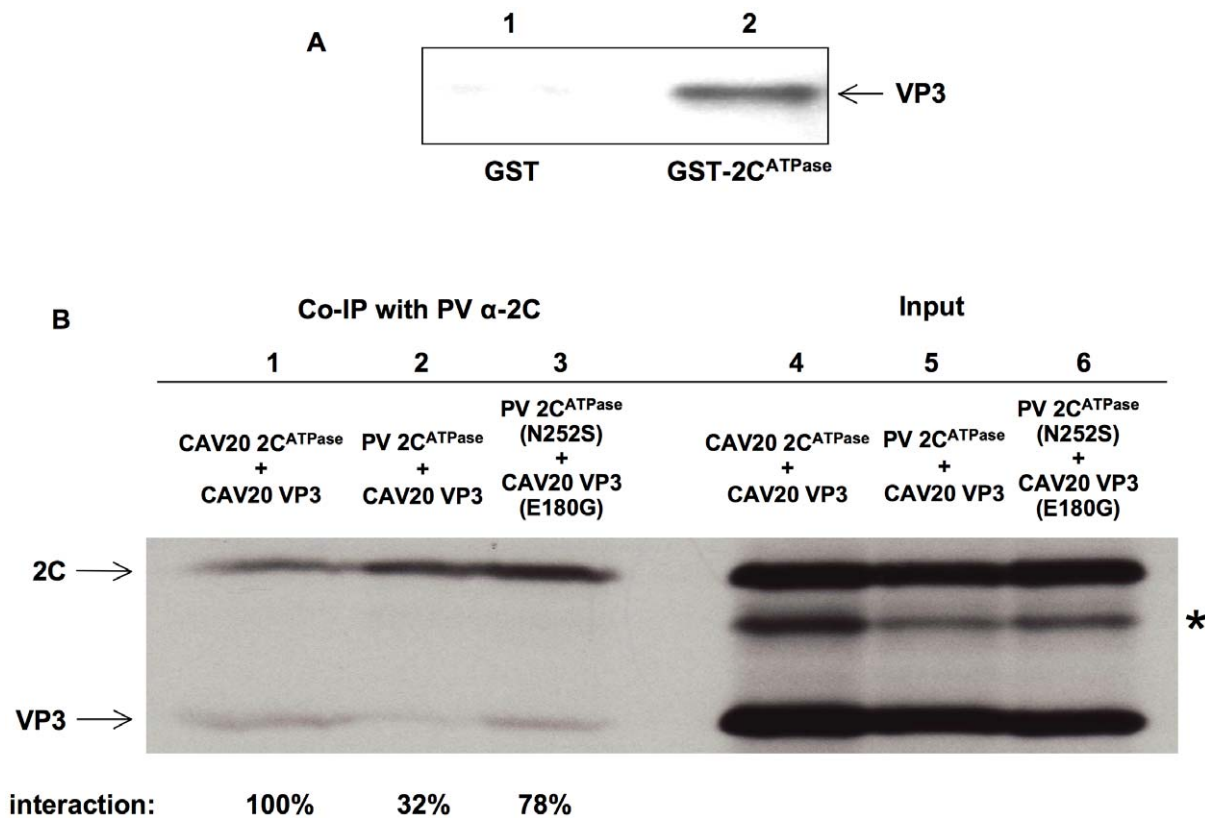 A
1 2
VP3
GST GST-2C^ATPase
B
Co-IP with PV α-2C Input
1 2 3 4 5 6
CAV20 2C^ATPase
+
CAV20 VP3
PV 2C^ATPase
+
CAV20 VP3
PV 2C^ATPase
(N252S)
+
CAV20 VP3
(E180G)
CAV20 2C^ATPase
+
CAV20 VP3
PV 2C^ATPase
+
CAV20 VP3
PV 2C^ATPase
(N252S)
+
CAV20 VP3
(E180G)
2C
*
VP3
interaction: 100% 32% 78%